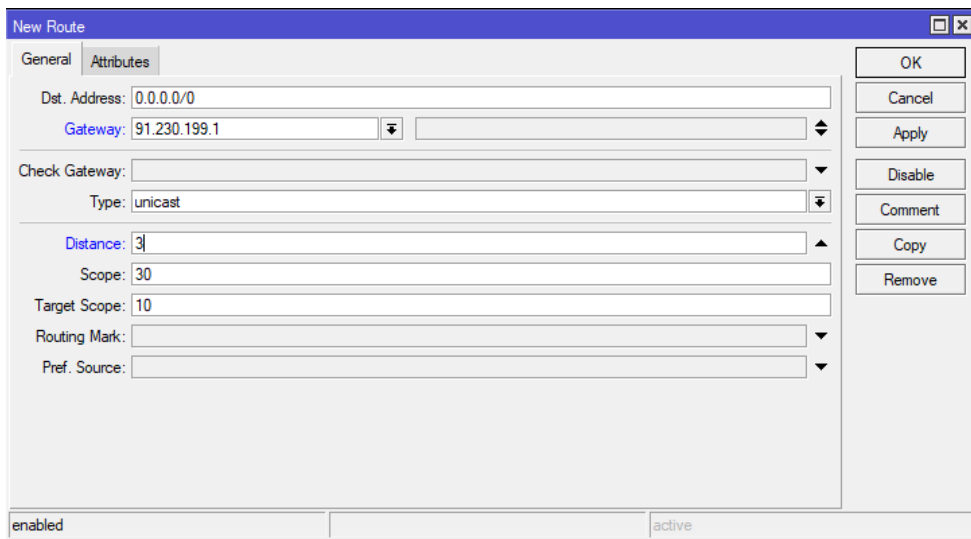 New Route
General Attributes
OK
Dst. Address: 0.0.0.0/0
Cancel
Gateway: 91.230.199.1
Apply
Check Gateway:
Disable
Type: unicast
Comment
Distance: 3
Copy
Scope: 30
Remove
Target Scope: 10
Routing Mark:
Pref. Source:
enabled
active